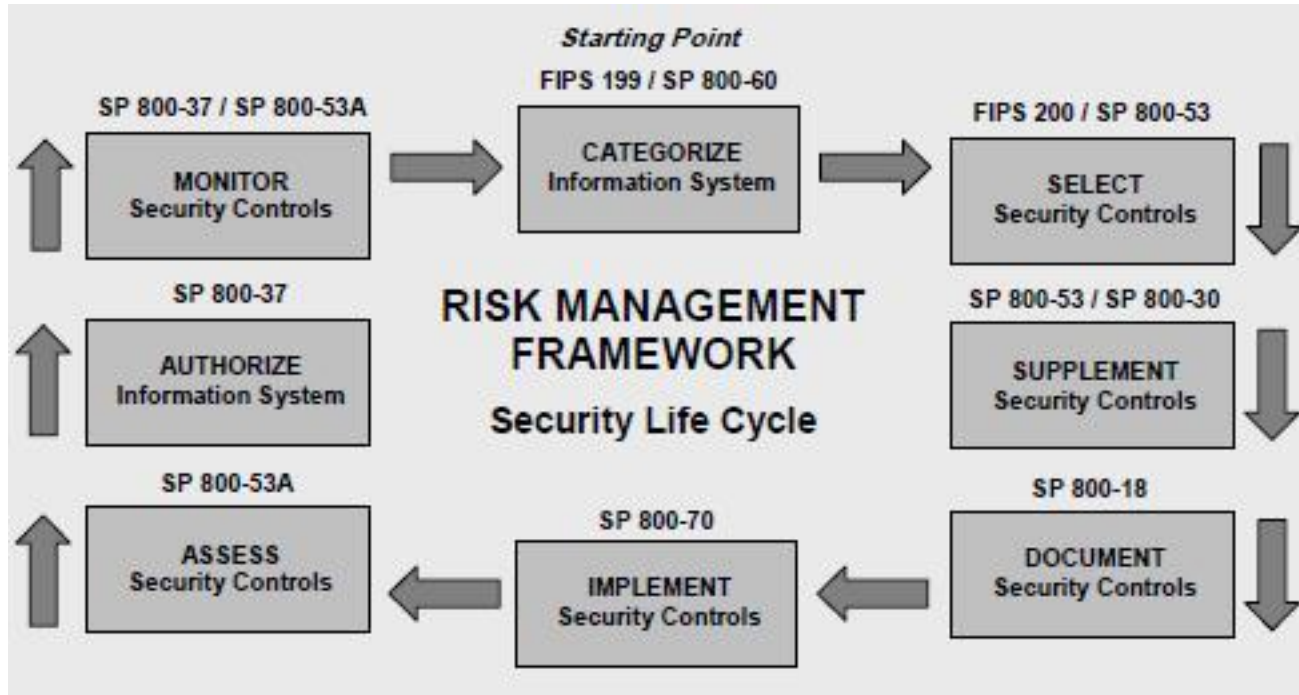 Starting Point
FIPS 199 / SP 800-60
CATEGORIZE
Information System
FIPS 200 / SP 800-53
SELECT
Security Controls
SP 800-53 / SP 800-30
SUPPLEMENT
Security Controls
SP 800-18
DOCUMENT
Security Controls
SP 800-70
IMPLEMENT
Security Controls
SP 800-53A
ASSESS
Security Controls
SP 800-37
AUTHORIZE
Information System
SP 800-37 / SP 800-53A
MONITOR
Security Controls
RISK MANAGEMENT
FRAMEWORK
Security Life Cycle